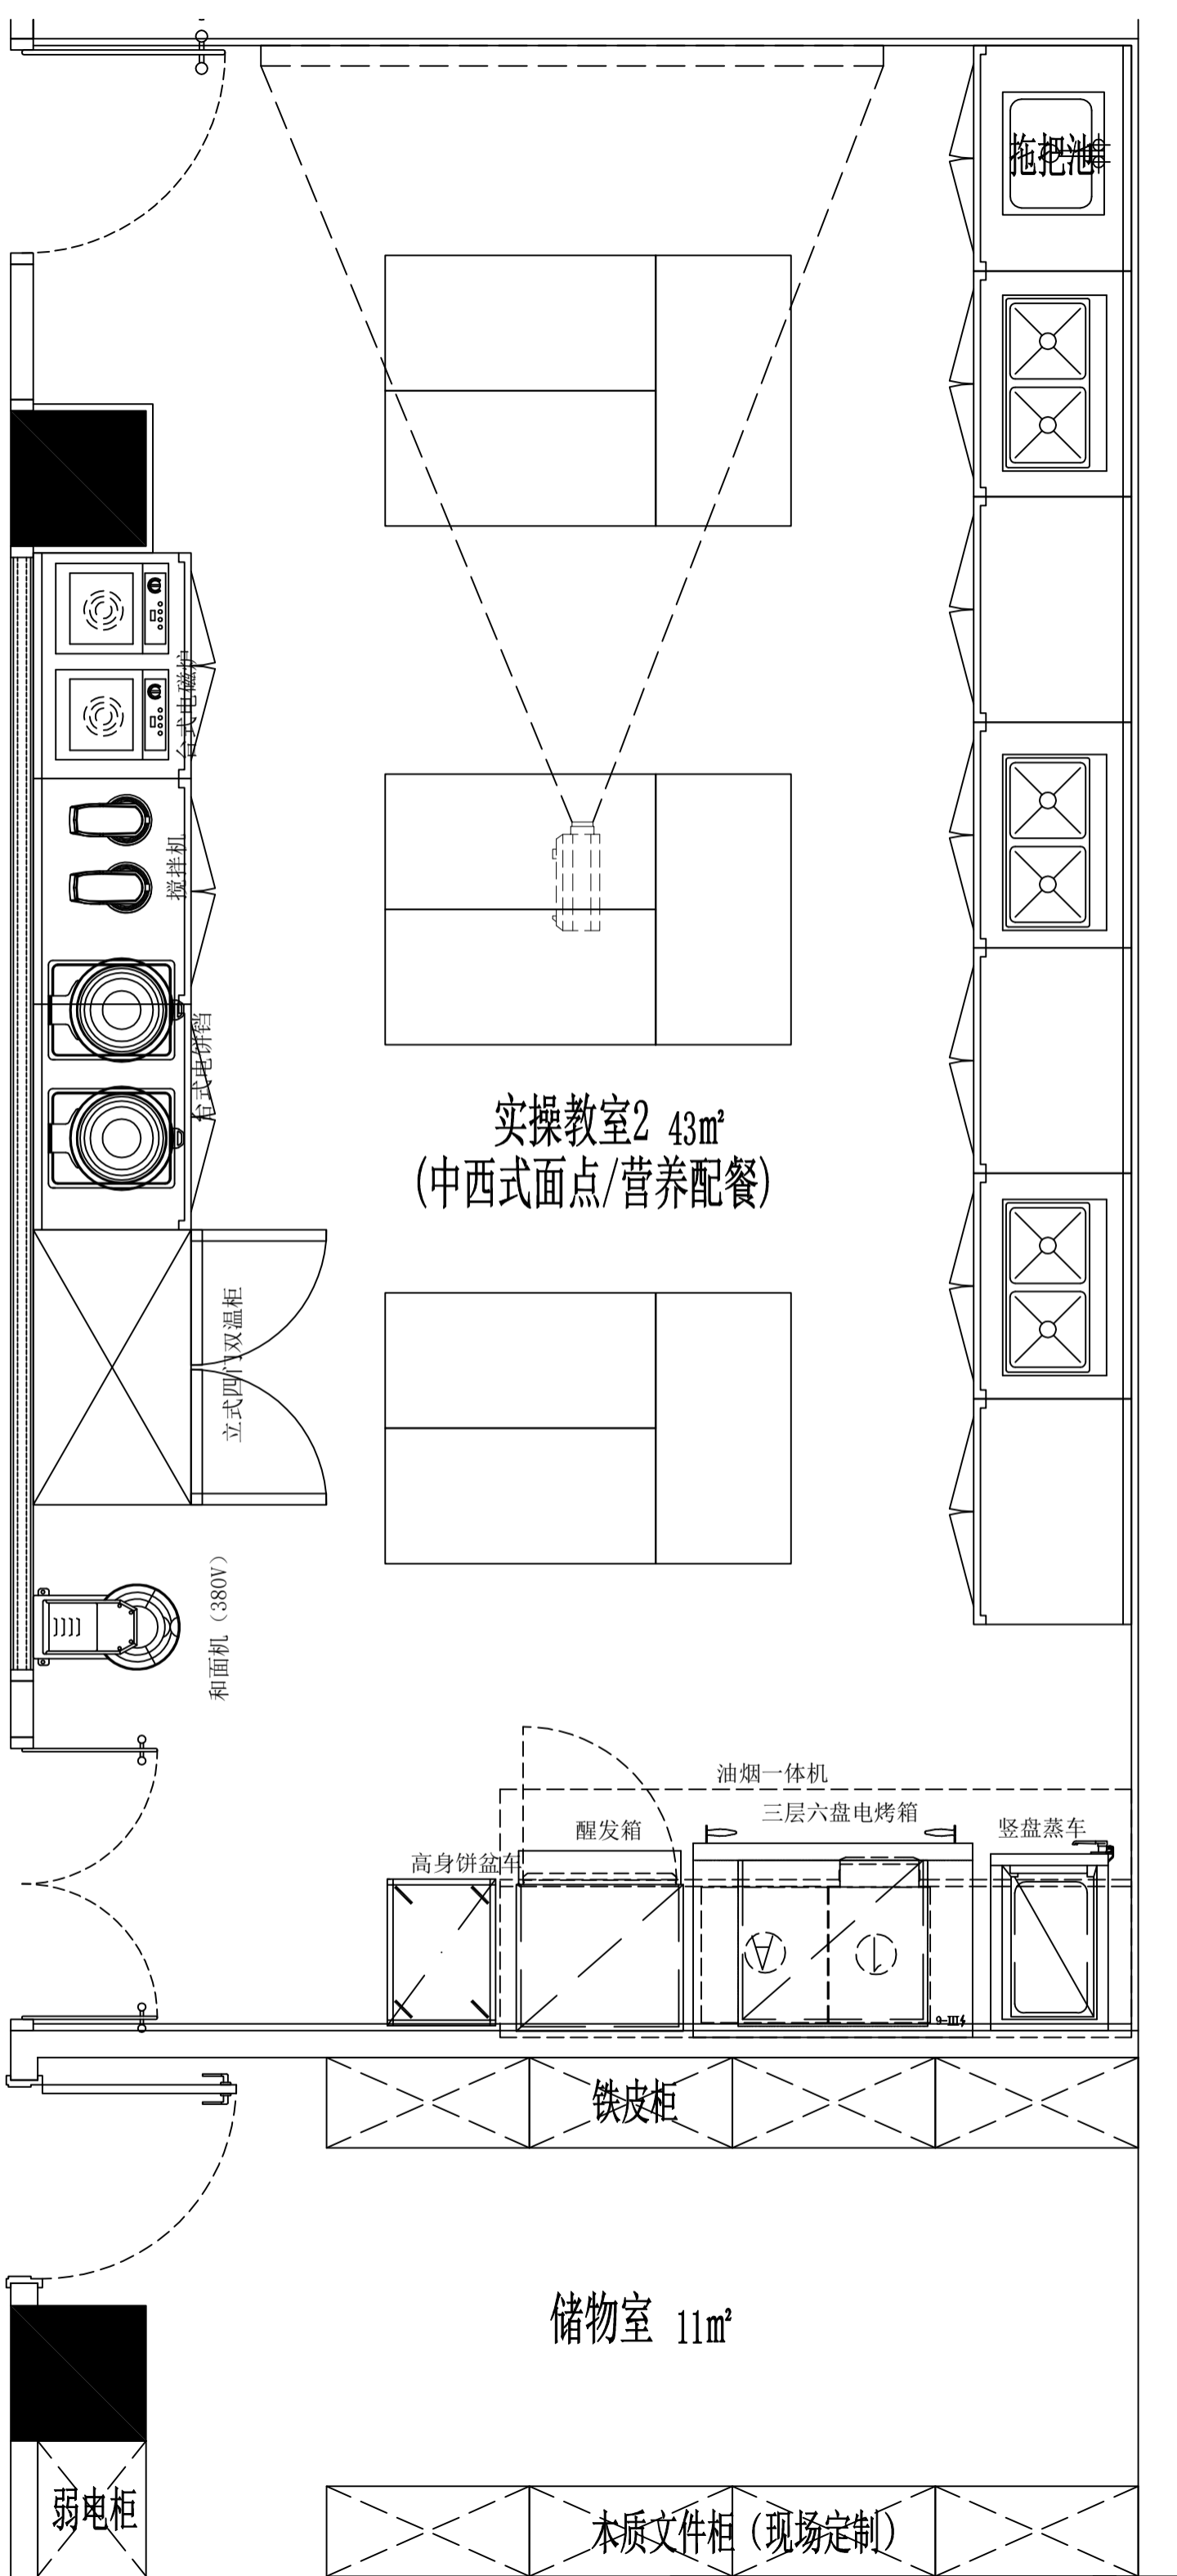 拖把池
台式电磁炉
搅拌机
台式电饼铛
实操教室2 43m²
(中西式面点/营养配餐)
立式四门双温柜
和面机（380V）
油烟一体机
三层六盘电烤箱
竖盘蒸车
醒发箱
高身饼盆车
A
1
9-III
铁皮柜
储物室 11m²
弱电柜
木质文件柜（现场定制）